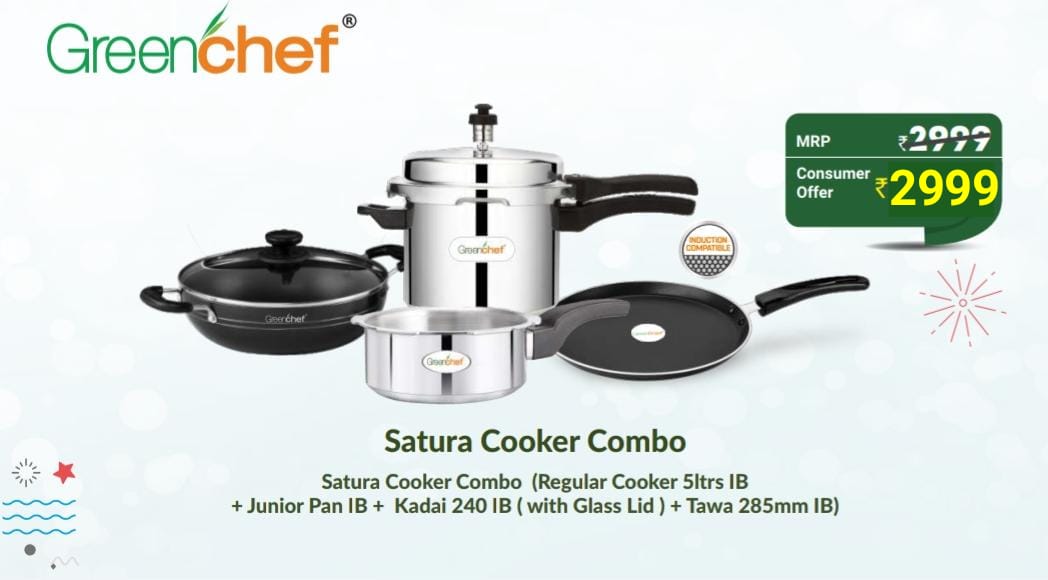 Greenchef®
MRP ₹2999
Consumer Offer ₹2999
INDUCTION
COMPATIBLE
Greenchef
Greenchef
Greenchef
Greenchef
Satura Cooker Combo
Satura Cooker Combo (Regular Cooker 5ltrs IB
+ Junior Pan IB + Kadai 240 IB ( with Glass Lid ) + Tawa 285mm IB)